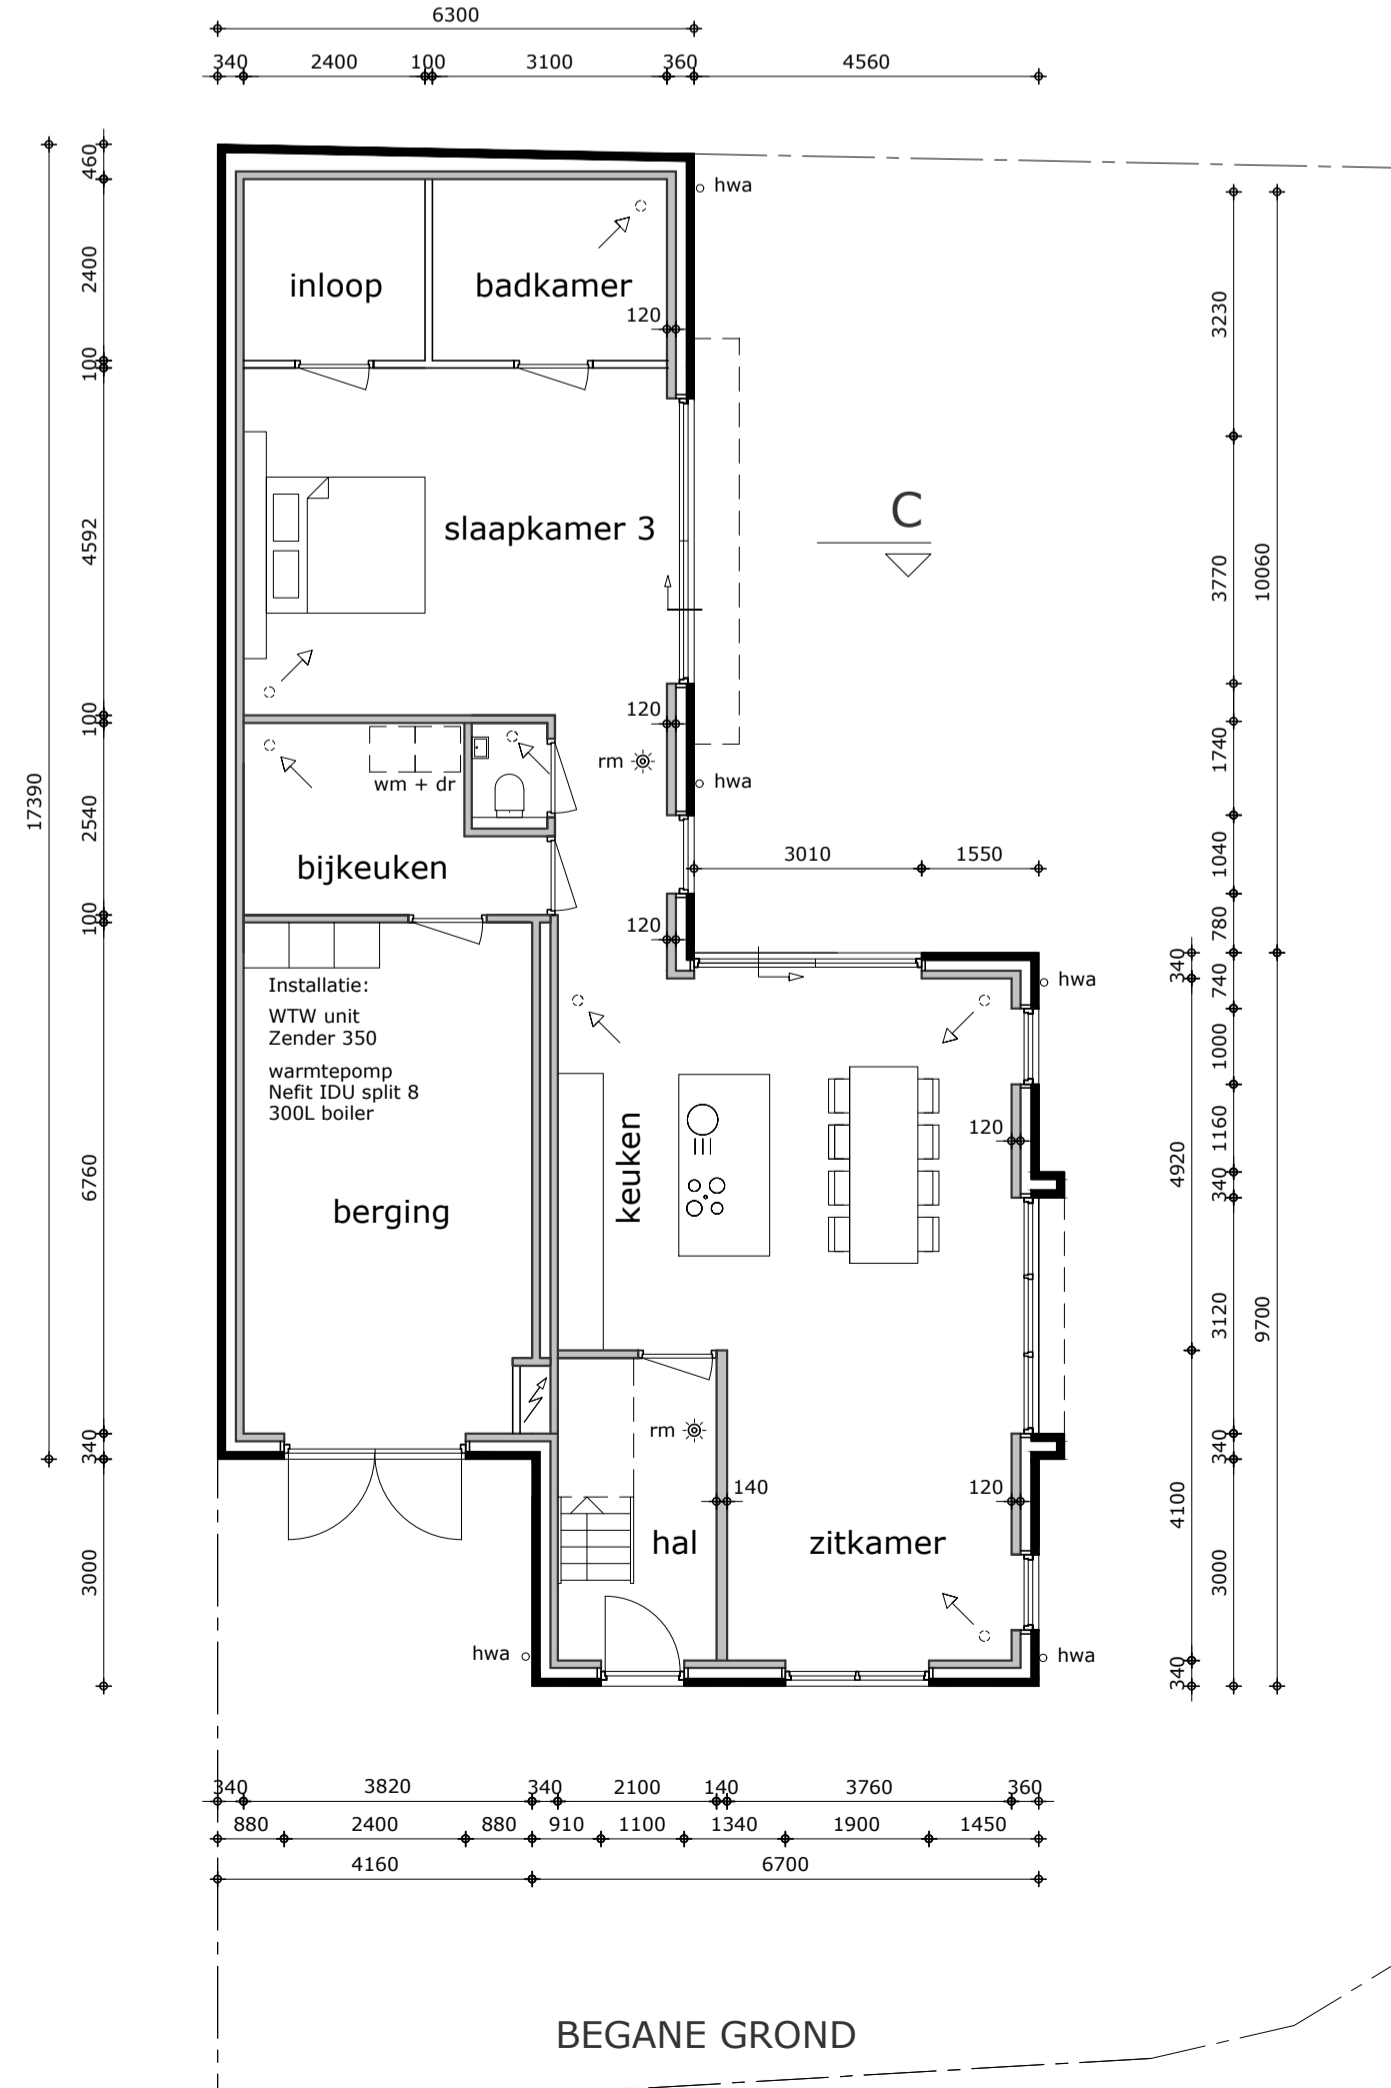 6300
340 2400 100 3100 360 4560
460
hwa
2400
inloop badkamer
3230
120
100
C
slaapkamer 3
4592
3770
10060
100
120
1740
rm
hwa
wm + dr
17390
2540
3010 1550
1040
bijkeuken
100
120
780
340
740
hwa
Installatie:
WTW unit
Zender 350
warmtepomp
Nefit IDU split 8
300L boiler
1000
120
1160
4920
keuken
6760
340
berging
3120
9700
rm
340
340
140
120
4100
hal zitkamer
3000
3000
hwa
hwa
340
340 3820 340 2100 140 3760 360
880 2400 880 910 1100 1340 1900 1450
4160 6700
BEGANE GROND